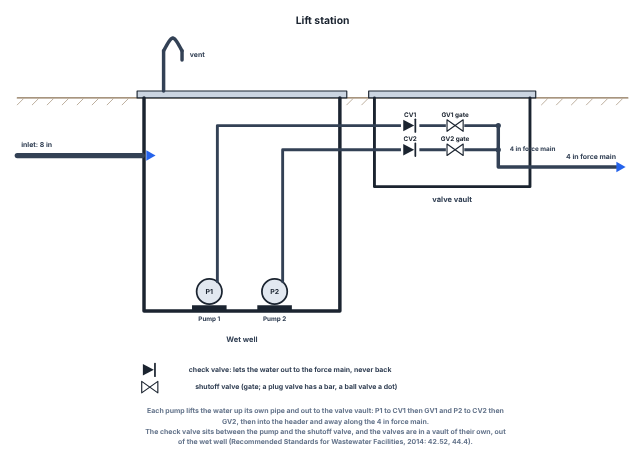 Lift station
vent
CV1
GV1 gate
CV2
GV2 gate
inlet: 8 in
4 in force main
4 in force main
valve vault
P1
P2
Pump 1
Pump 2
Wet well
check valve: lets the water out to the force main, never back
shutoff valve (gate; a plug valve has a bar, a ball valve a dot)
Each pump lifts the water up its own pipe and out to the valve vault: P1 to CV1 then GV1 and P2 to CV2 then
GV2, then into the header and away along the 4 in force main.
The check valve sits between the pump and the shutoff valve, and the valves are in a vault of their own, out
of the wet well (Recommended Standards for Wastewater Facilities, 2014: 42.52, 44.4).